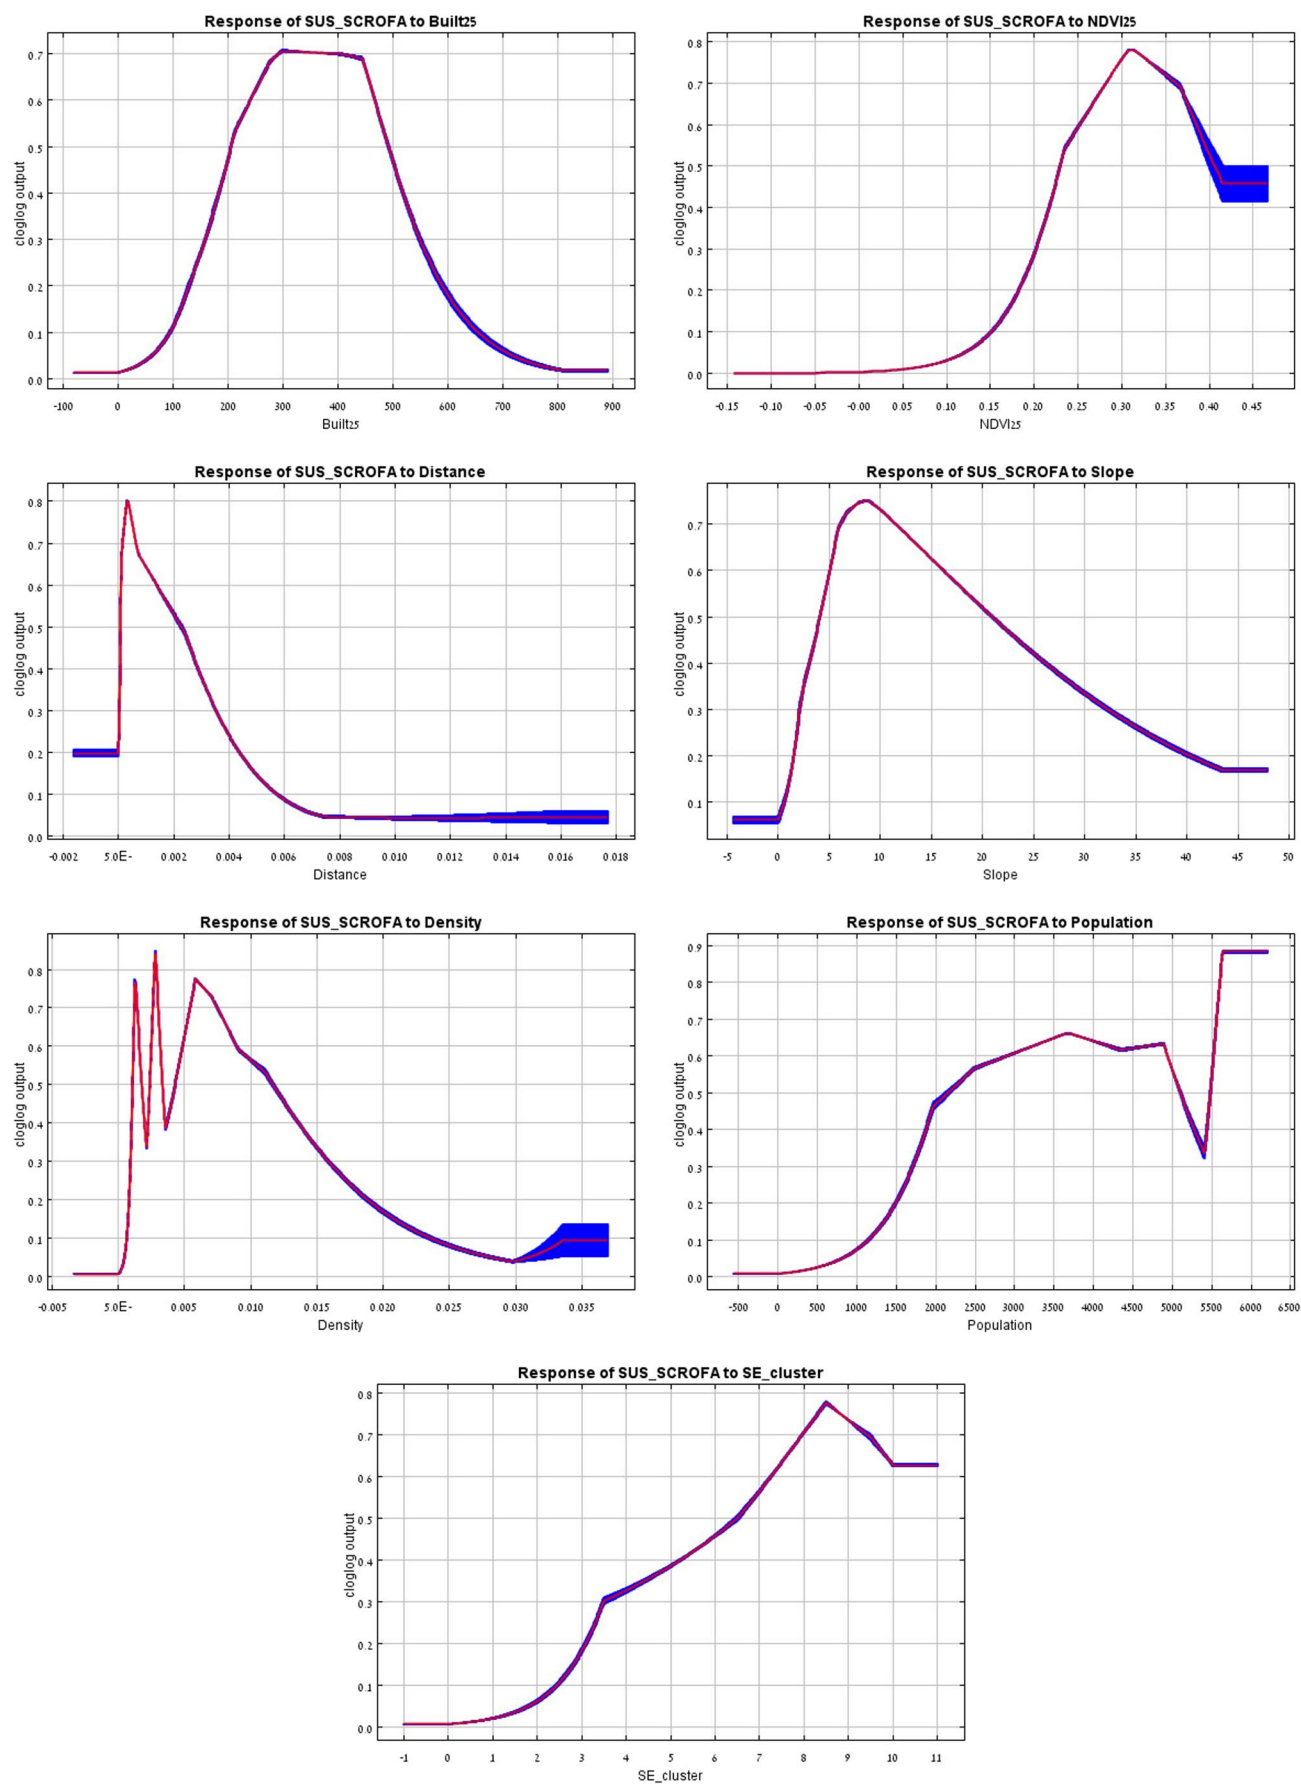 Response of SUS_SCROFA to Built25
0.7
0.6
0.5
0.4
0.3
0.2
0.1
0.0
cloglog output
-100 0 100 200 300 400 500 600 700 800 900
Built25
Response of SUS_SCROFA to NDVI25
0.8
0.7
0.6
0.5
0.4
0.3
0.2
0.1
0.0
cloglog output
-0.15 -0.10 -0.05 -0.00 0.05 0.10 0.15 0.20 0.25 0.30 0.35 0.40 0.45
NDVI25
Response of SUS_SCROFA to Distance
0.8
0.7
0.6
0.5
0.4
0.3
0.2
0.1
0.0
cloglog output
-0.002 5.0E- 0.002 0.004 0.006 0.008 0.010 0.012 0.014 0.016 0.018
Distance
Response of SUS_SCROFA to Slope
0.7
0.6
0.5
0.4
0.3
0.2
0.1
cloglog output
-5 0 5 10 15 20 25 30 35 40 45 50
Slope
Response of SUS_SCROFA to Density
0.8
0.7
0.6
0.5
0.4
0.3
0.2
0.1
0.0
cloglog output
-0.005 5.0E- 0.005 0.010 0.015 0.020 0.025 0.030 0.035
Density
Response of SUS_SCROFA to Population
0.9
0.8
0.7
0.6
0.5
0.4
0.3
0.2
0.1
0.0
cloglog output
-500 0 500 1000 1500 2000 2500 3000 3500 4000 4500 5000 5500 6000 6500
Population
Response of SUS_SCROFA to SE_cluster
0.8
0.7
0.6
0.5
0.4
0.3
0.2
0.1
0.0
cloglog output
-1 0 1 2 3 4 5 6 7 8 9 10 11
SE_cluster